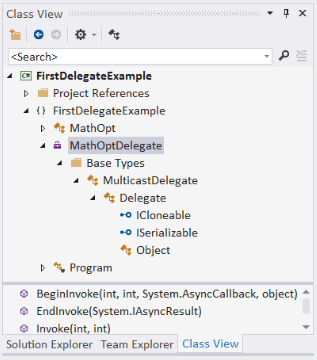 Class View
<Search>
C# FirstDelegateExample
Project References
{ } FirstDelegateExample
MathOpt
MathOptDelegate
Base Types
MulticastDelegate
Delegate
ICloneable
ISerializable
Object
Program
BeginInvoke(int, int, System.AsyncCallback, object)
EndInvoke(System.IAsyncResult)
Invoke(int, int)
Solution Explorer Team Explorer Class View